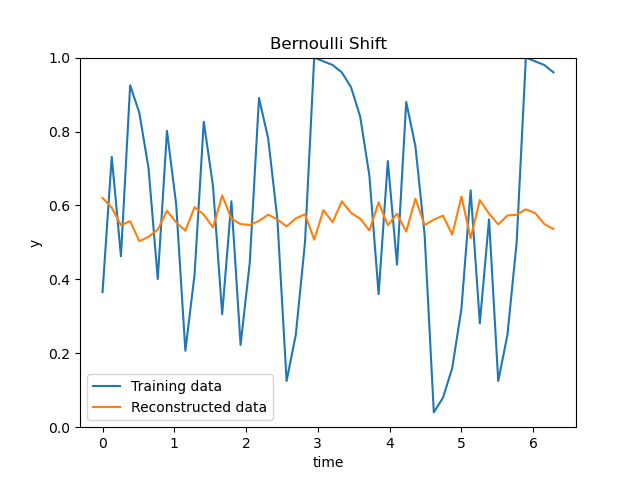 Bernoulli Shift
1.0
0.8
0.6
0.4
0.2
0.0
y
Training data
Reconstructed data
0 1 2 3 4 5 6
time